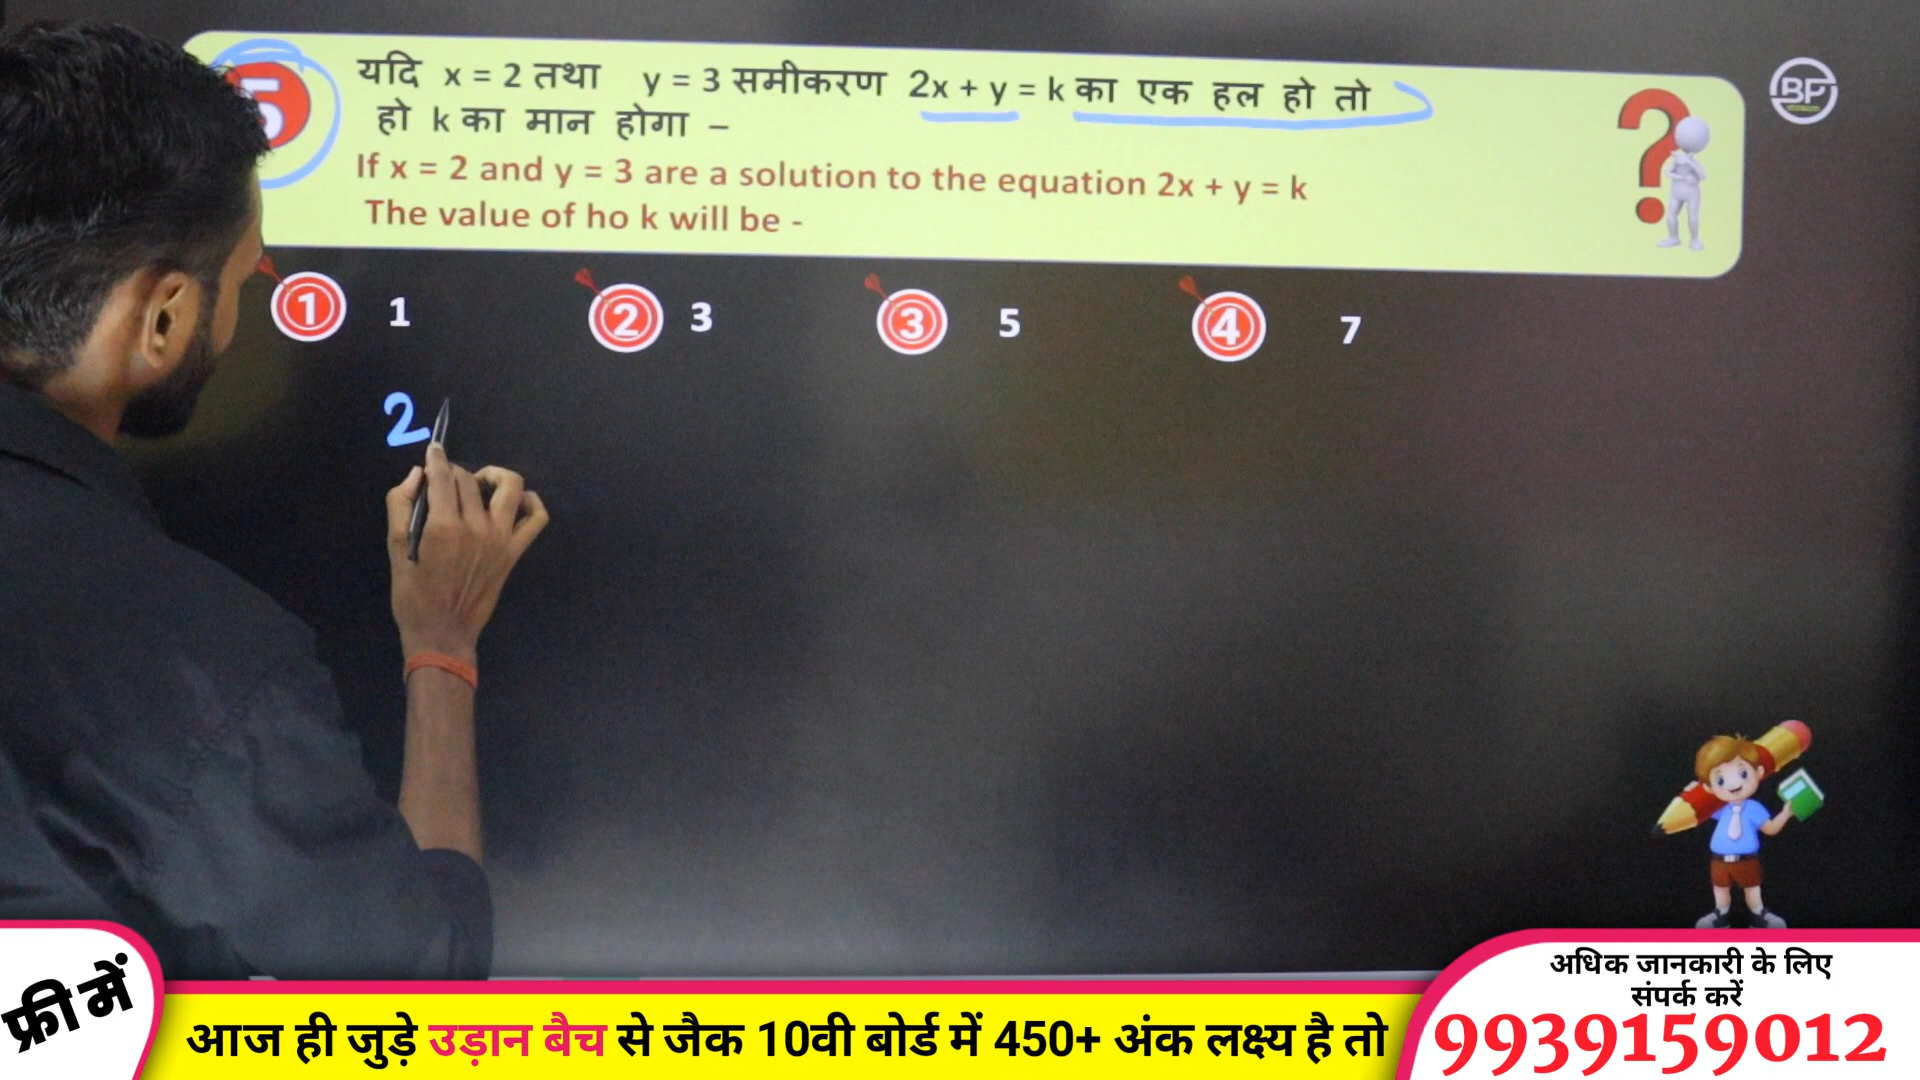 5
यदि x = 2 तथा y = 3 समीकरण 2x + y = k का एक हल हो तो
हो k का मान होगा –
If x = 2 and y = 3 are a solution to the equation 2x + y = k
The value of ho k will be -
BP
1 1 2 3 3 5 4 7
2
फ्री में
आज ही जुड़े उड़ान बैच से जैक 10वी बोर्ड में 450+ अंक लक्ष्य है तो
अधिक जानकारी के लिए
संपर्क करें
9939159012